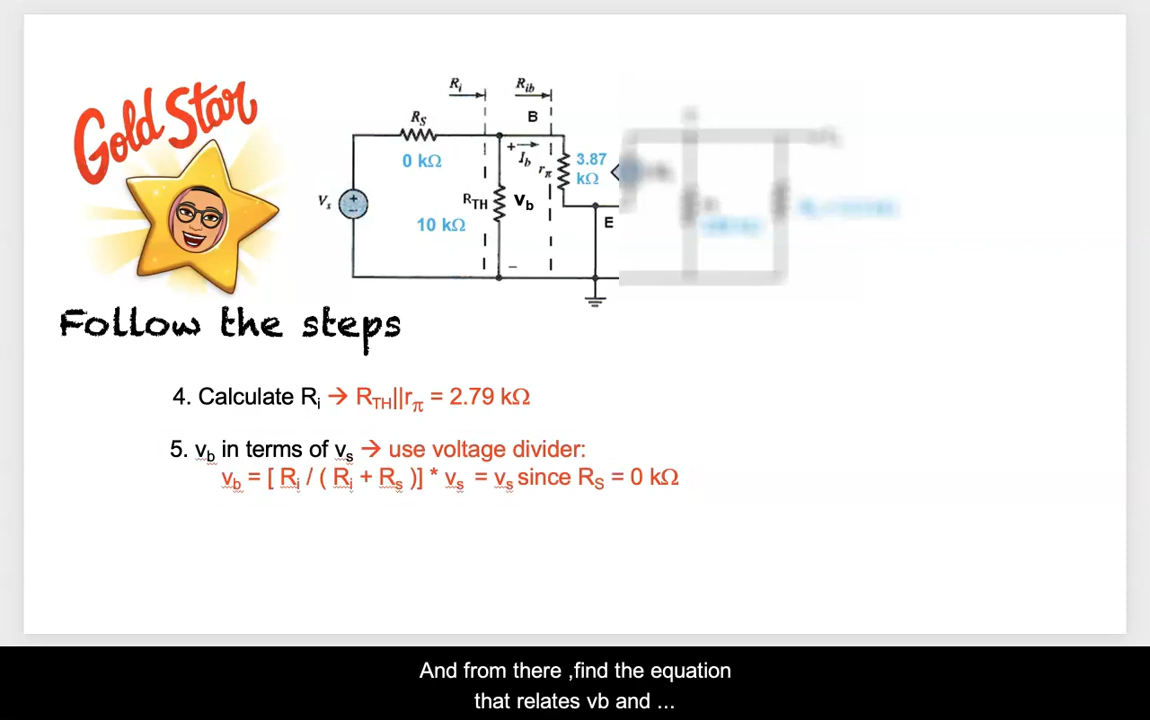 Gold Star
Ri Rib
RS B
+ Ib rπ 3.87
0 kΩ kΩ
Vs + − RTH Vb
10 kΩ E
−
Follow the steps
4. Calculate Ri → RTH||rπ = 2.79 kΩ
5. vb in terms of vs → use voltage divider:
vb = [ Ri / ( Ri + Rs )] * vs = vs since RS = 0 kΩ
And from there ,find the equation
that relates vb and ...